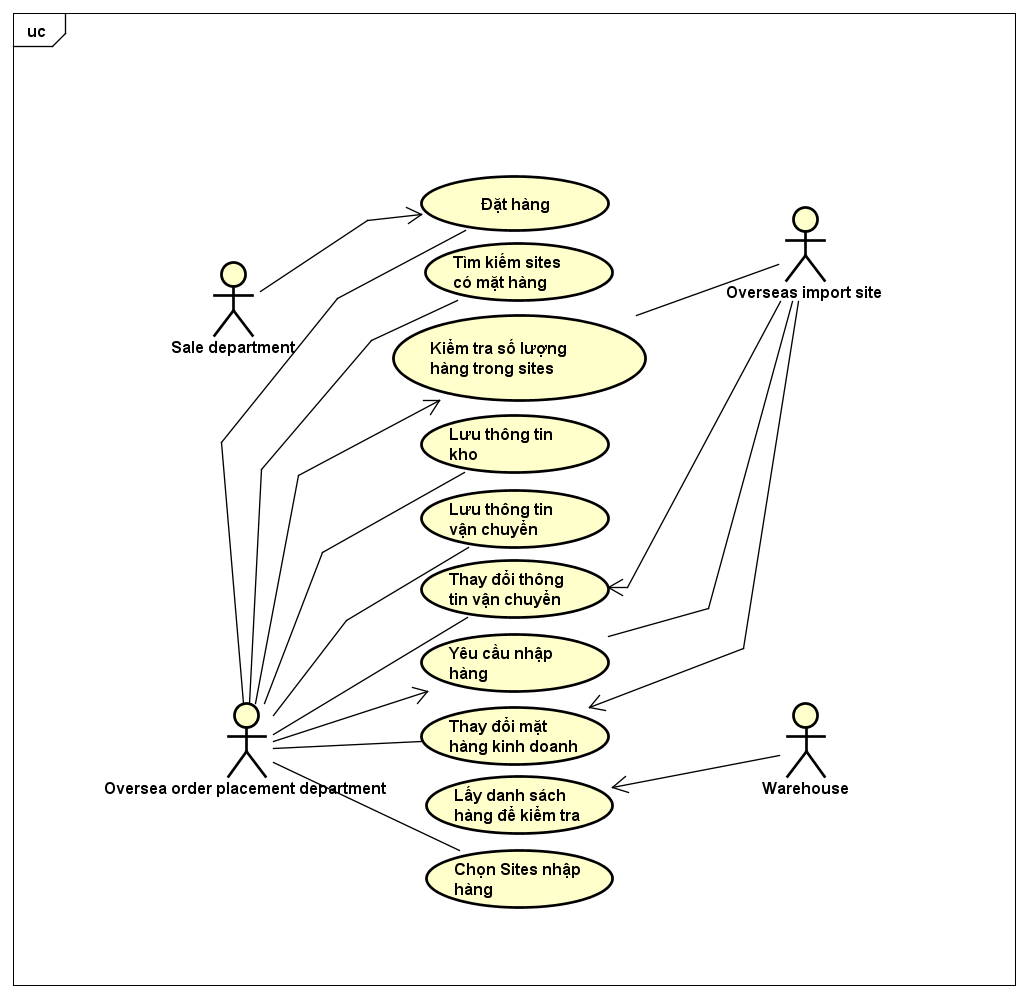 uc
Đặt hàng
Tìm kiếm sites
có mặt hàng
Overseas import site
Sale department
Kiểm tra số lượng
hàng trong sites
Lưu thông tin
kho
Lưu thông tin
vận chuyển
Thay đổi thông
tin vận chuyển
Yêu cầu nhập
hàng
Thay đổi mặt
hàng kinh doanh
Oversea order placement department
Warehouse
Lấy danh sách
hàng để kiểm tra
Chọn Sites nhập
hàng